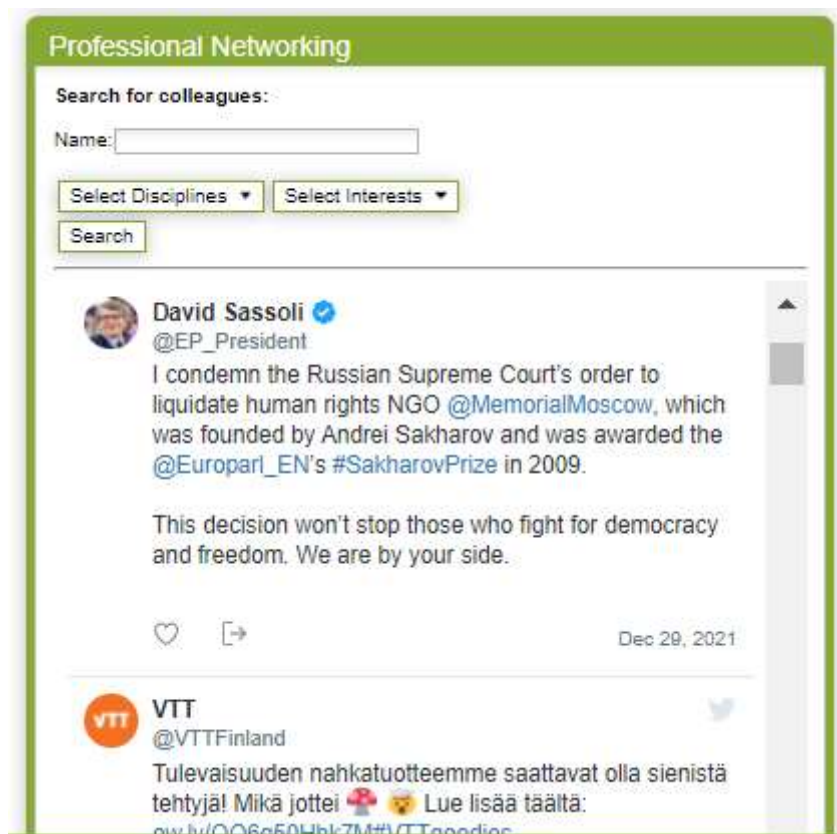 Professional Networking
Search for colleagues:
Name:
Select Disciplines ▼ Select Interests ▼
Search
David Sassoli
@EP_President
I condemn the Russian Supreme Court's order to
liquidate human rights NGO @MemorialMoscow, which
was founded by Andrei Sakharov and was awarded the
@Europarl_EN's #SakharovPrize in 2009.
This decision won't stop those who fight for democracy
and freedom. We are by your side.
Dec 29, 2021
VTT
VTT
@VTTFinland
Tulevaisuuden nahkatuotteemme saattavat olla sienistä
tehtyjä! Mikä jottei 🍄 🤯 Lue lisää täältä: